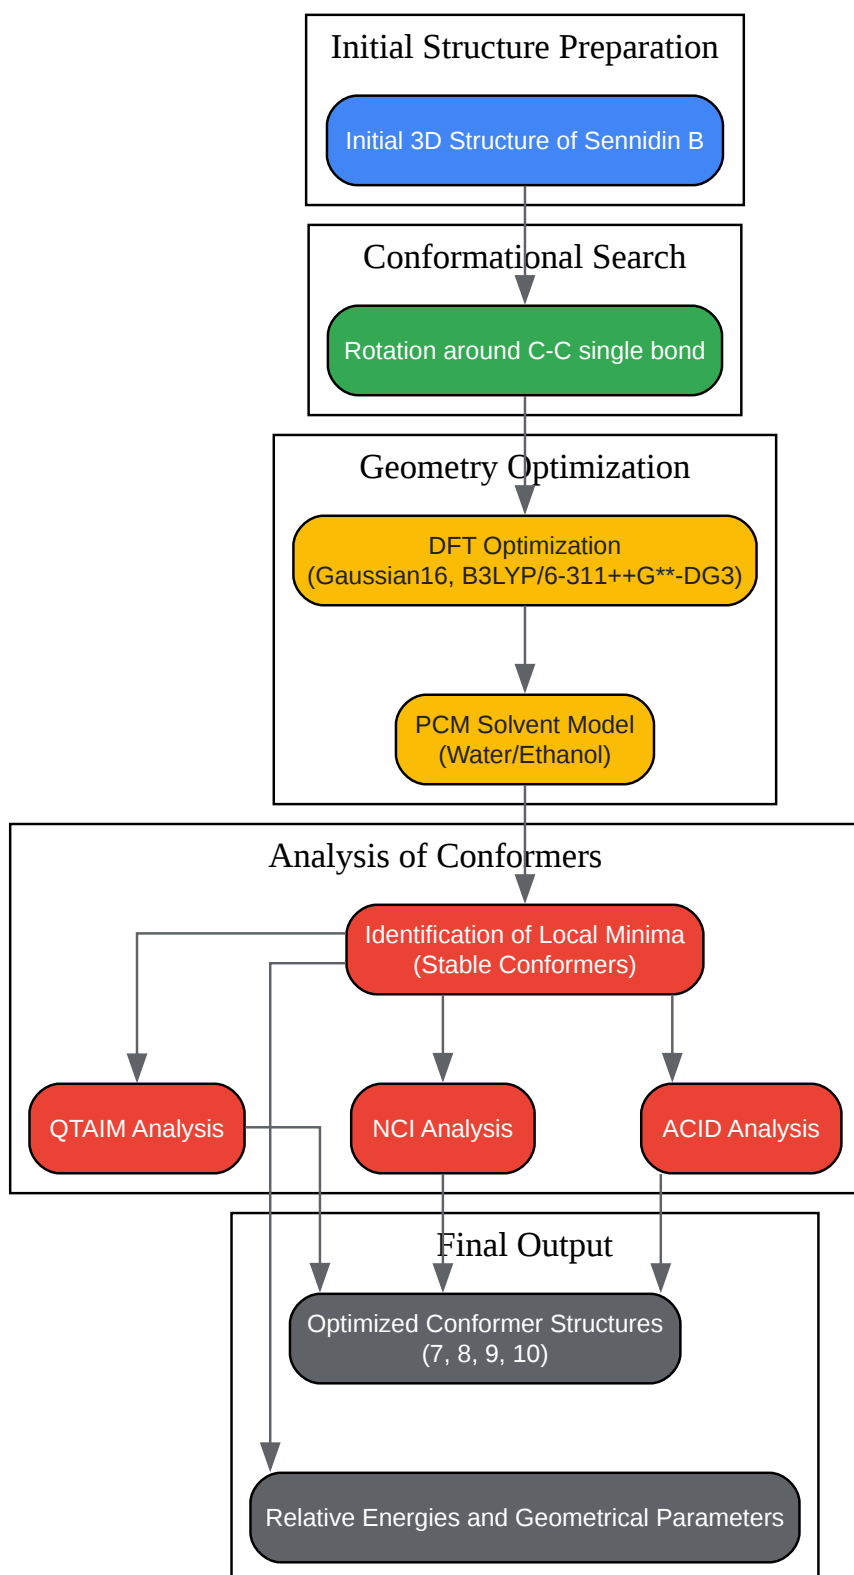 Initial Structure Preparation
Initial 3D Structure of Sennidin B
Conformational Search
Rotation around C-C single bond
Geometry Optimization
DFT Optimization
(Gaussian16, B3LYP/6-311++G**-DG3)
PCM Solvent Model
(Water/Ethanol)
Analysis of Conformers
Identification of Local Minima
(Stable Conformers)
QTAIM Analysis
NCI Analysis
ACID Analysis
Final Output
Optimized Conformer Structures
(7, 8, 9, 10)
Relative Energies and Geometrical Parameters